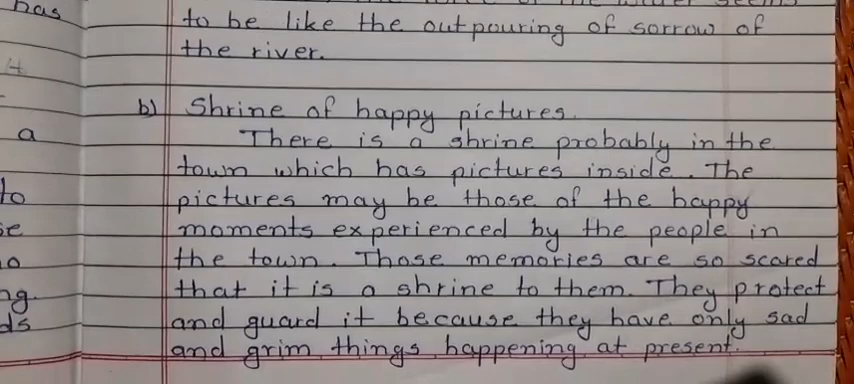 has
to be like the outpouring of sorrow of
the river.
a
b) Shrine of happy pictures.
There is a shrine probably in the
town which has pictures inside. The
to
pictures may be those of the happy
moments experienced by the people in
the town. Those memories are so scared
that it is a shrine to them. They protect
and guard it because they have only sad
ds
and grim things happening at present.